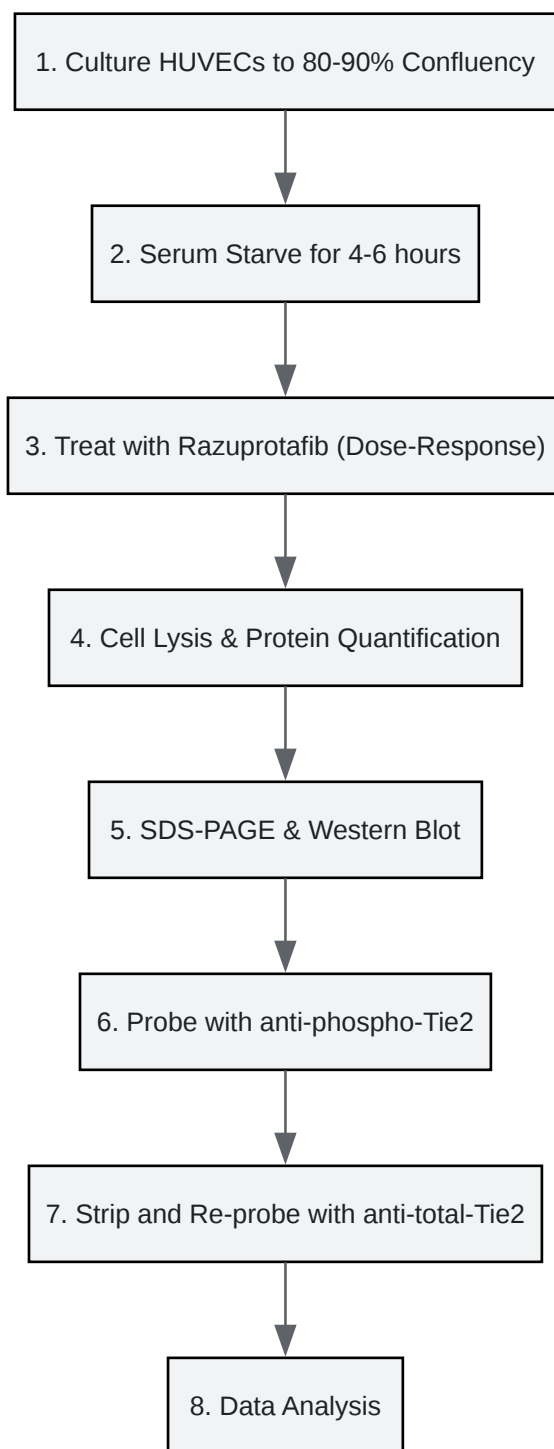 1. Culture HUVECs to 80-90% Confluency
2. Serum Starve for 4-6 hours
3. Treat with Razuprotafib (Dose-Response)
4. Cell Lysis & Protein Quantification
5. SDS-PAGE & Western Blot
6. Probe with anti-phospho-Tie2
7. Strip and Re-probe with anti-total-Tie2
8. Data Analysis